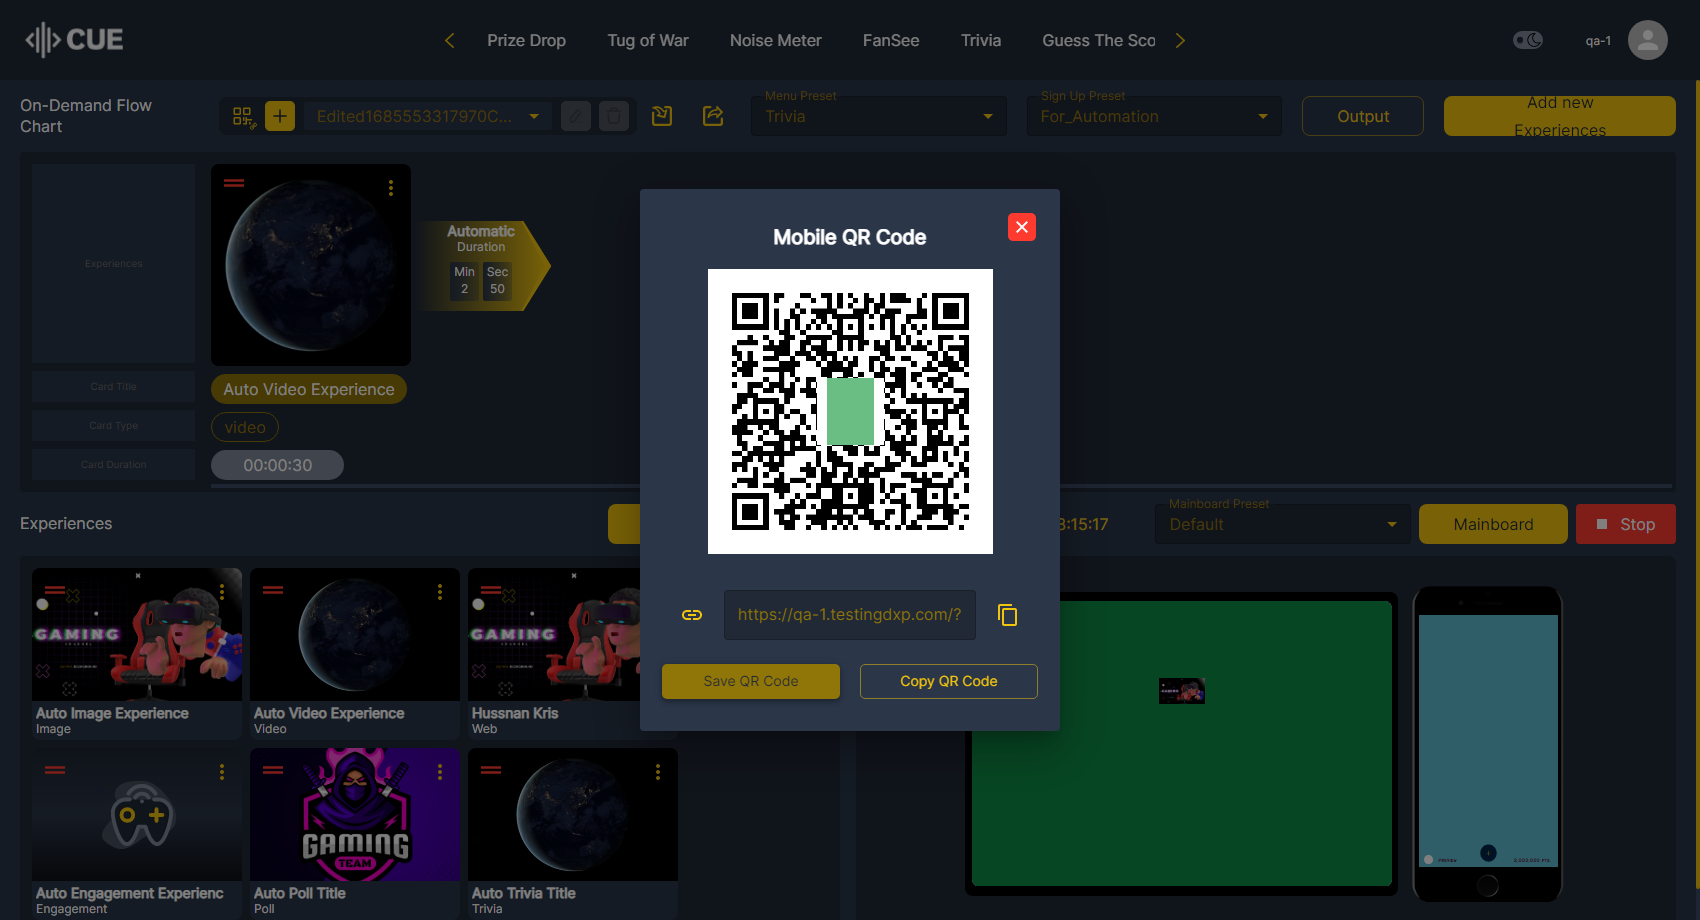 CUE
Prize Drop
Tug of War
Noise Meter
FanSee
Trivia
Guess The Sco
qa-1
On-Demand Flow
Chart
Edited1685553317970C...
Menu Preset
Trivia
Sign Up Preset
For_Automation
Output
Add new
Experiences
Experiences
Automatic
Duration
Min
Sec
2
50
Card Title
Auto Video Experience
Card Type
video
Card Duration
00:00:30
Mobile QR Code
https://qa-1.testingdxp.com/?
Save QR Code
Copy QR Code
Experiences
3:15:17
Mainboard Preset
Default
Mainboard
Stop
GAMING
GAMING
Auto Image Experience
Image
Auto Video Experience
Video
Hussnan Kris
Web
GAMING
TEAM
Auto Engagement Experienc
Engagement
Auto Poll Title
Poll
Auto Trivia Title
Trivia
PREVIEW